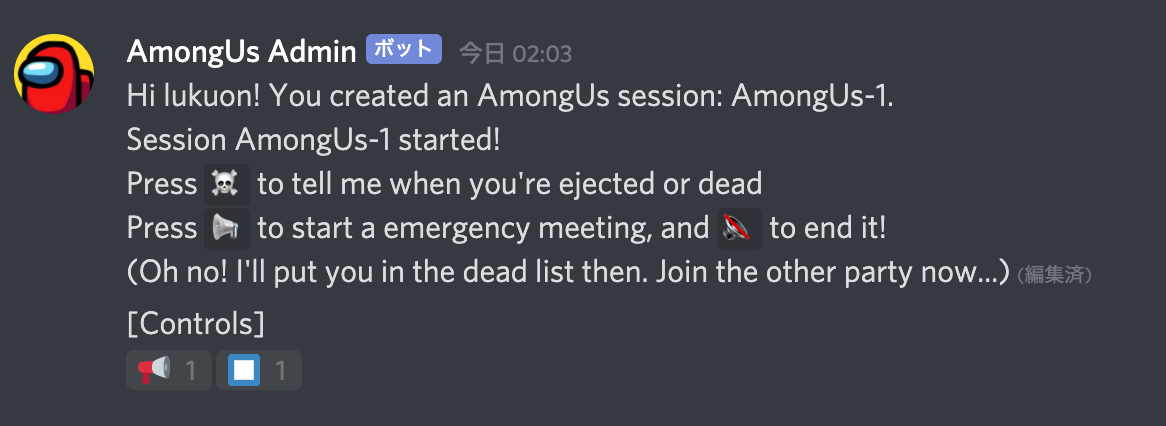 AmongUs Admin ボット 今日 02:03
Hi lukuon! You created an AmongUs session: AmongUs-1.
Session AmongUs-1 started!
Press ☠️ to tell me when you're ejected or dead
Press 📢 to start a emergency meeting, and 🔇 to end it!
(Oh no! I'll put you in the dead list then. Join the other party now...) (編集済)
[Controls]
📢 1 ⏹️ 1